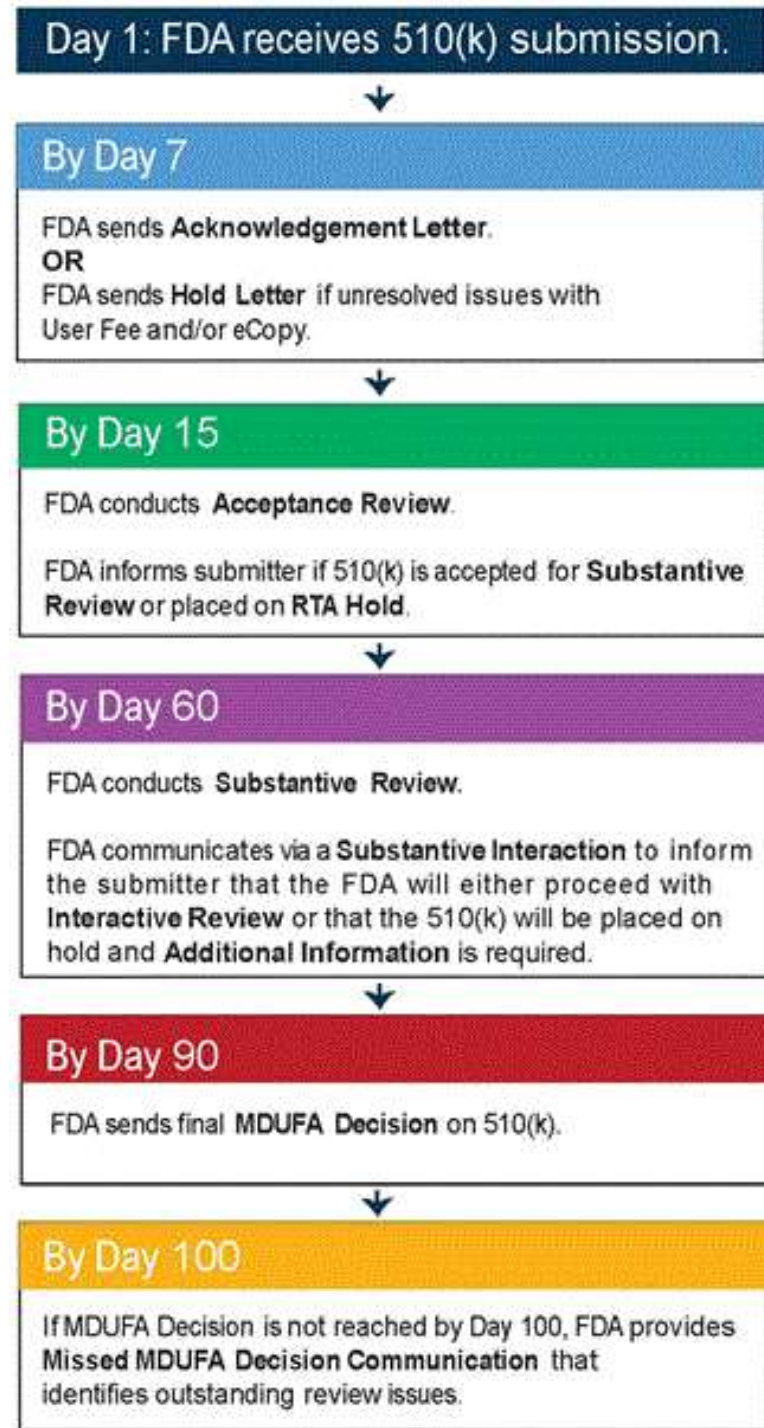 Day 1: FDA receives 510(k) submission.
By Day 7
FDA sends Acknowledgement Letter.
OR
FDA sends Hold Letter if unresolved issues with
User Fee and/or eCopy.
By Day 15
FDA conducts Acceptance Review.
FDA informs submitter if 510(k) is accepted for Substantive
Review or placed on RTA Hold.
By Day 60
FDA conducts Substantive Review.
FDA communicates via a Substantive Interaction to inform
the submitter that the FDA will either proceed with
Interactive Review or that the 510(k) will be placed on
hold and Additional Information is required.
By Day 90
FDA sends final MDUFA Decision on 510(k).
By Day 100
If MDUFA Decision is not reached by Day 100, FDA provides
Missed MDUFA Decision Communication that
identifies outstanding review issues.